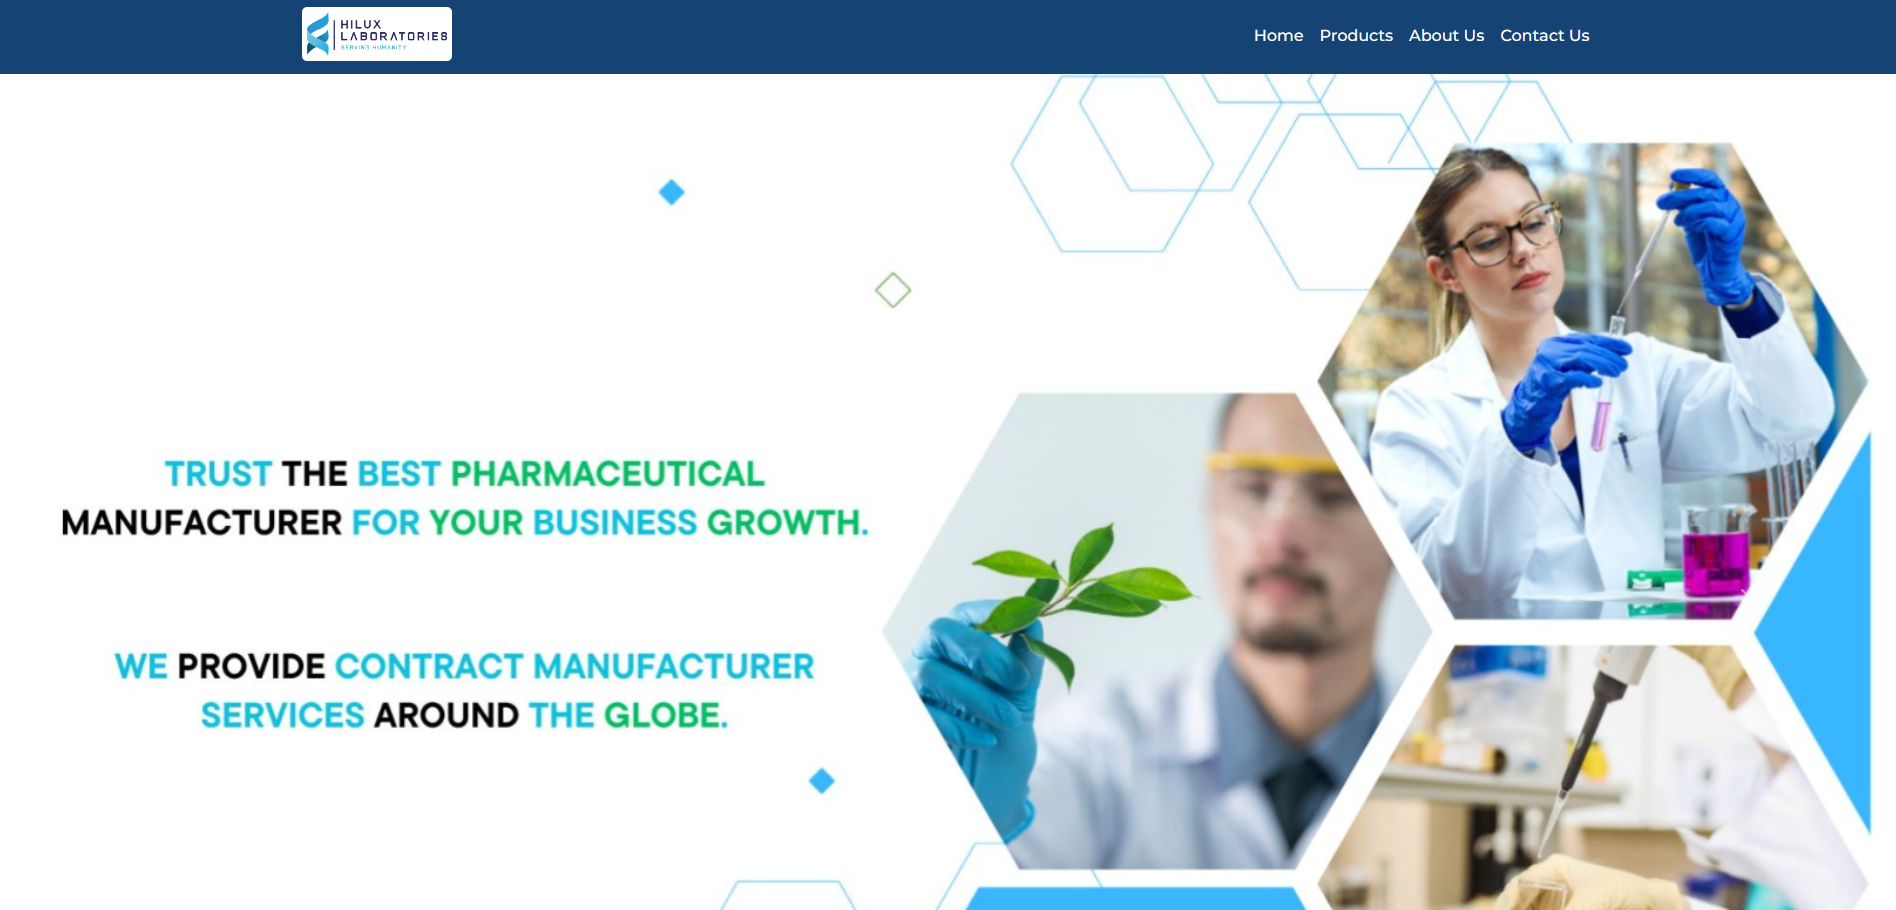 HILUX
LABORATORIES
SERVING HUMANITY
Home Products About Us Contact Us
TRUST THE BEST PHARMACEUTICAL
MANUFACTURER FOR YOUR BUSINESS GROWTH.
WE PROVIDE CONTRACT MANUFACTURER
SERVICES AROUND THE GLOBE.